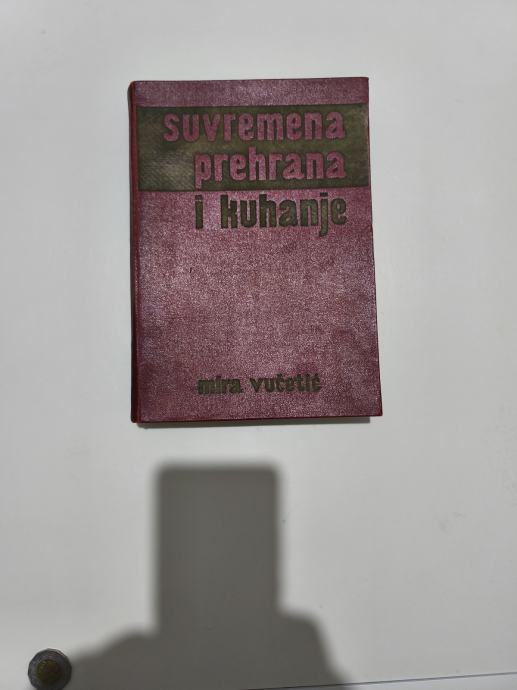 suvremena
prehrana
i kuhanje
mira vučetić